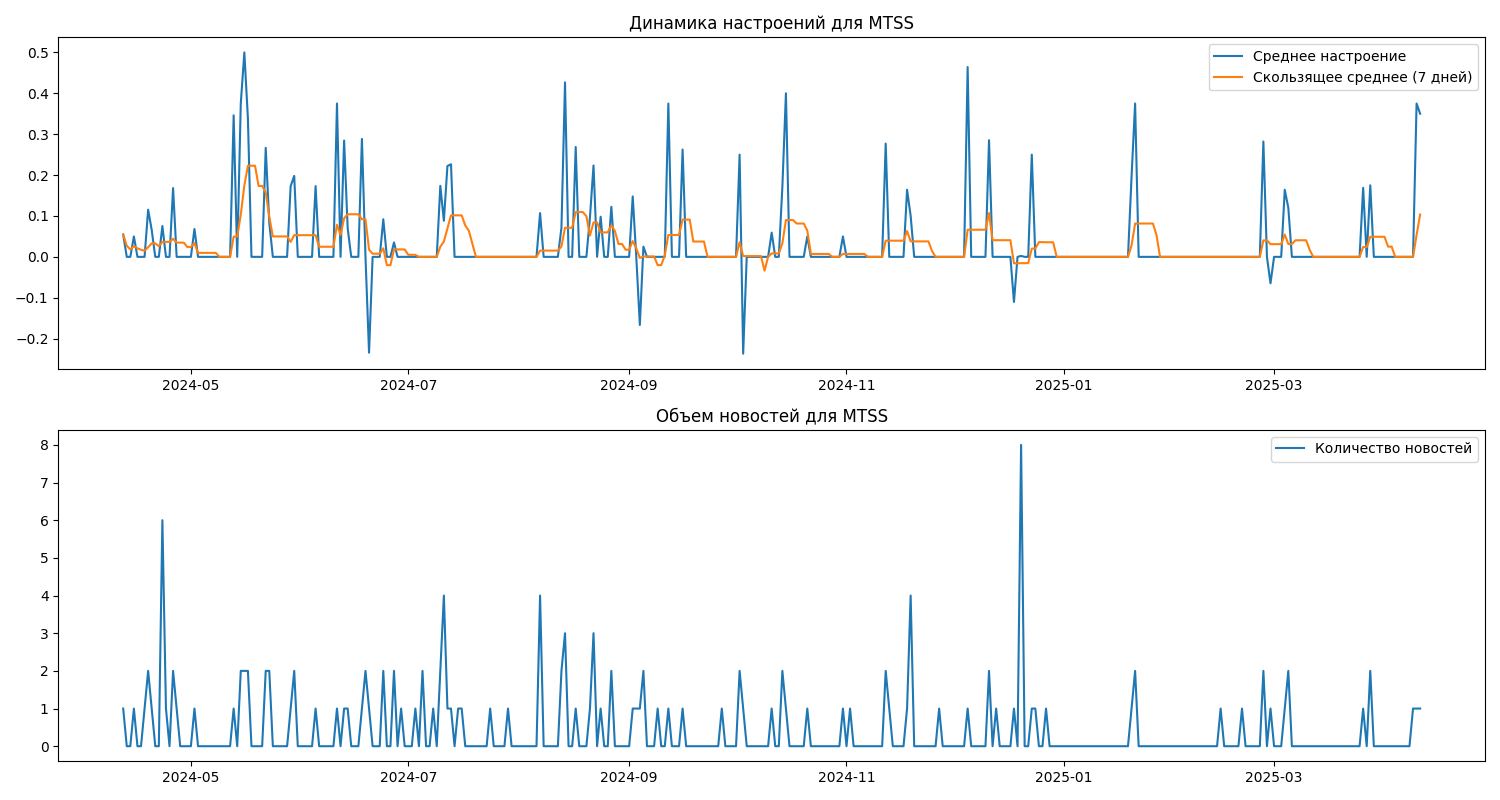 Динамика настроений для MTSS
Среднее настроение
Скользящее среднее (7 дней)
0.5
0.4
0.3
0.2
0.1
0.0
−0.1
−0.2
2024-05 2024-07 2024-09 2024-11 2025-01 2025-03
Объем новостей для MTSS
Количество новостей
8
7
6
5
4
3
2
1
0
2024-05 2024-07 2024-09 2024-11 2025-01 2025-03